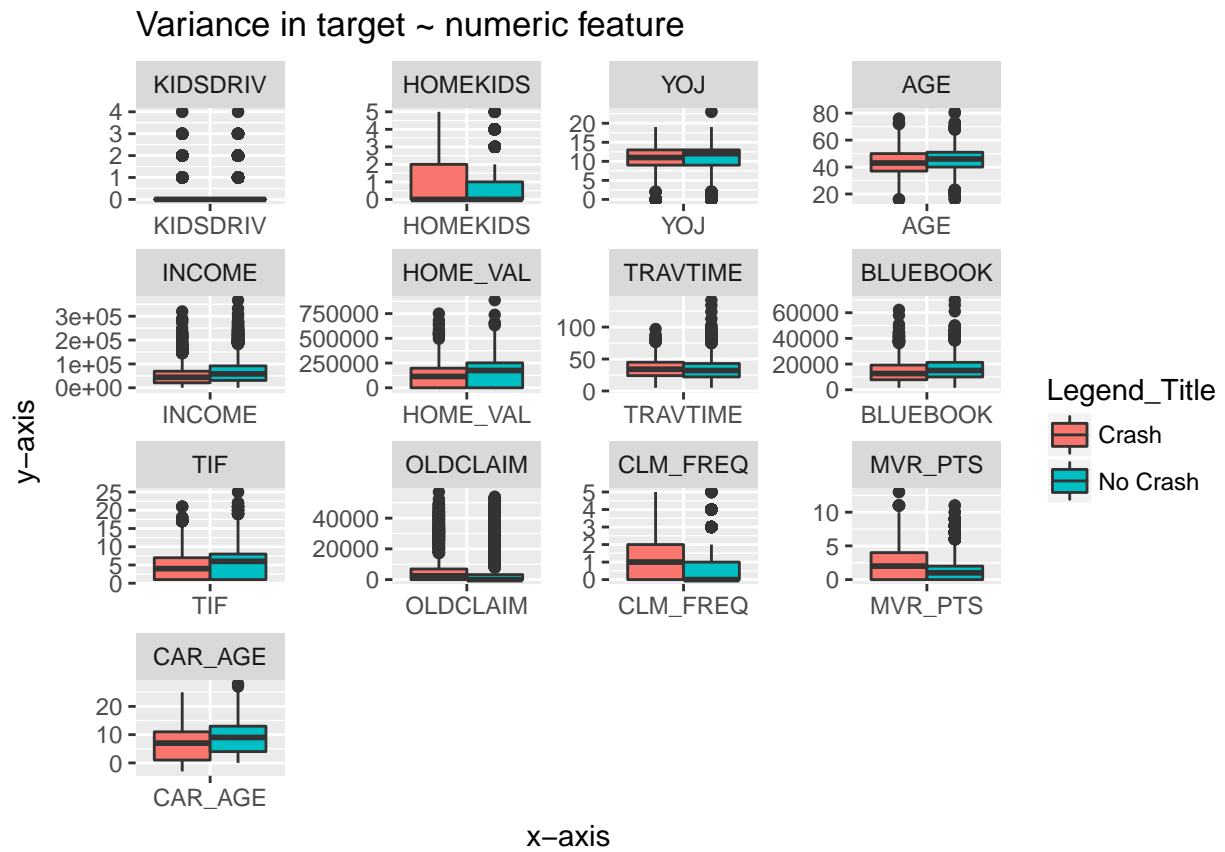 Variance in target ~ numeric feature
KIDSDRIV HOMEKIDS YOJ AGE
4 3 2 1 0
5 4 3 2 1 0
20 15 10 5 0
80 60 40 20
KIDSDRIV HOMEKIDS YOJ AGE
INCOME HOME_VAL TRAVTIME BLUEBOOK
3e+05 2e+05 1e+05 0e+00
750000 500000 250000 0
100 50 0
60000 40000 20000 0
INCOME HOME_VAL TRAVTIME BLUEBOOK
TIF OLDCLAIM CLM_FREQ MVR_PTS
25 20 15 10 5 0
40000 20000 0
5 4 3 2 1 0
10 5 0
TIF OLDCLAIM CLM_FREQ MVR_PTS
CAR_AGE
20 10 0
CAR_AGE
y−axis
x−axis
Legend_Title
Crash
No Crash